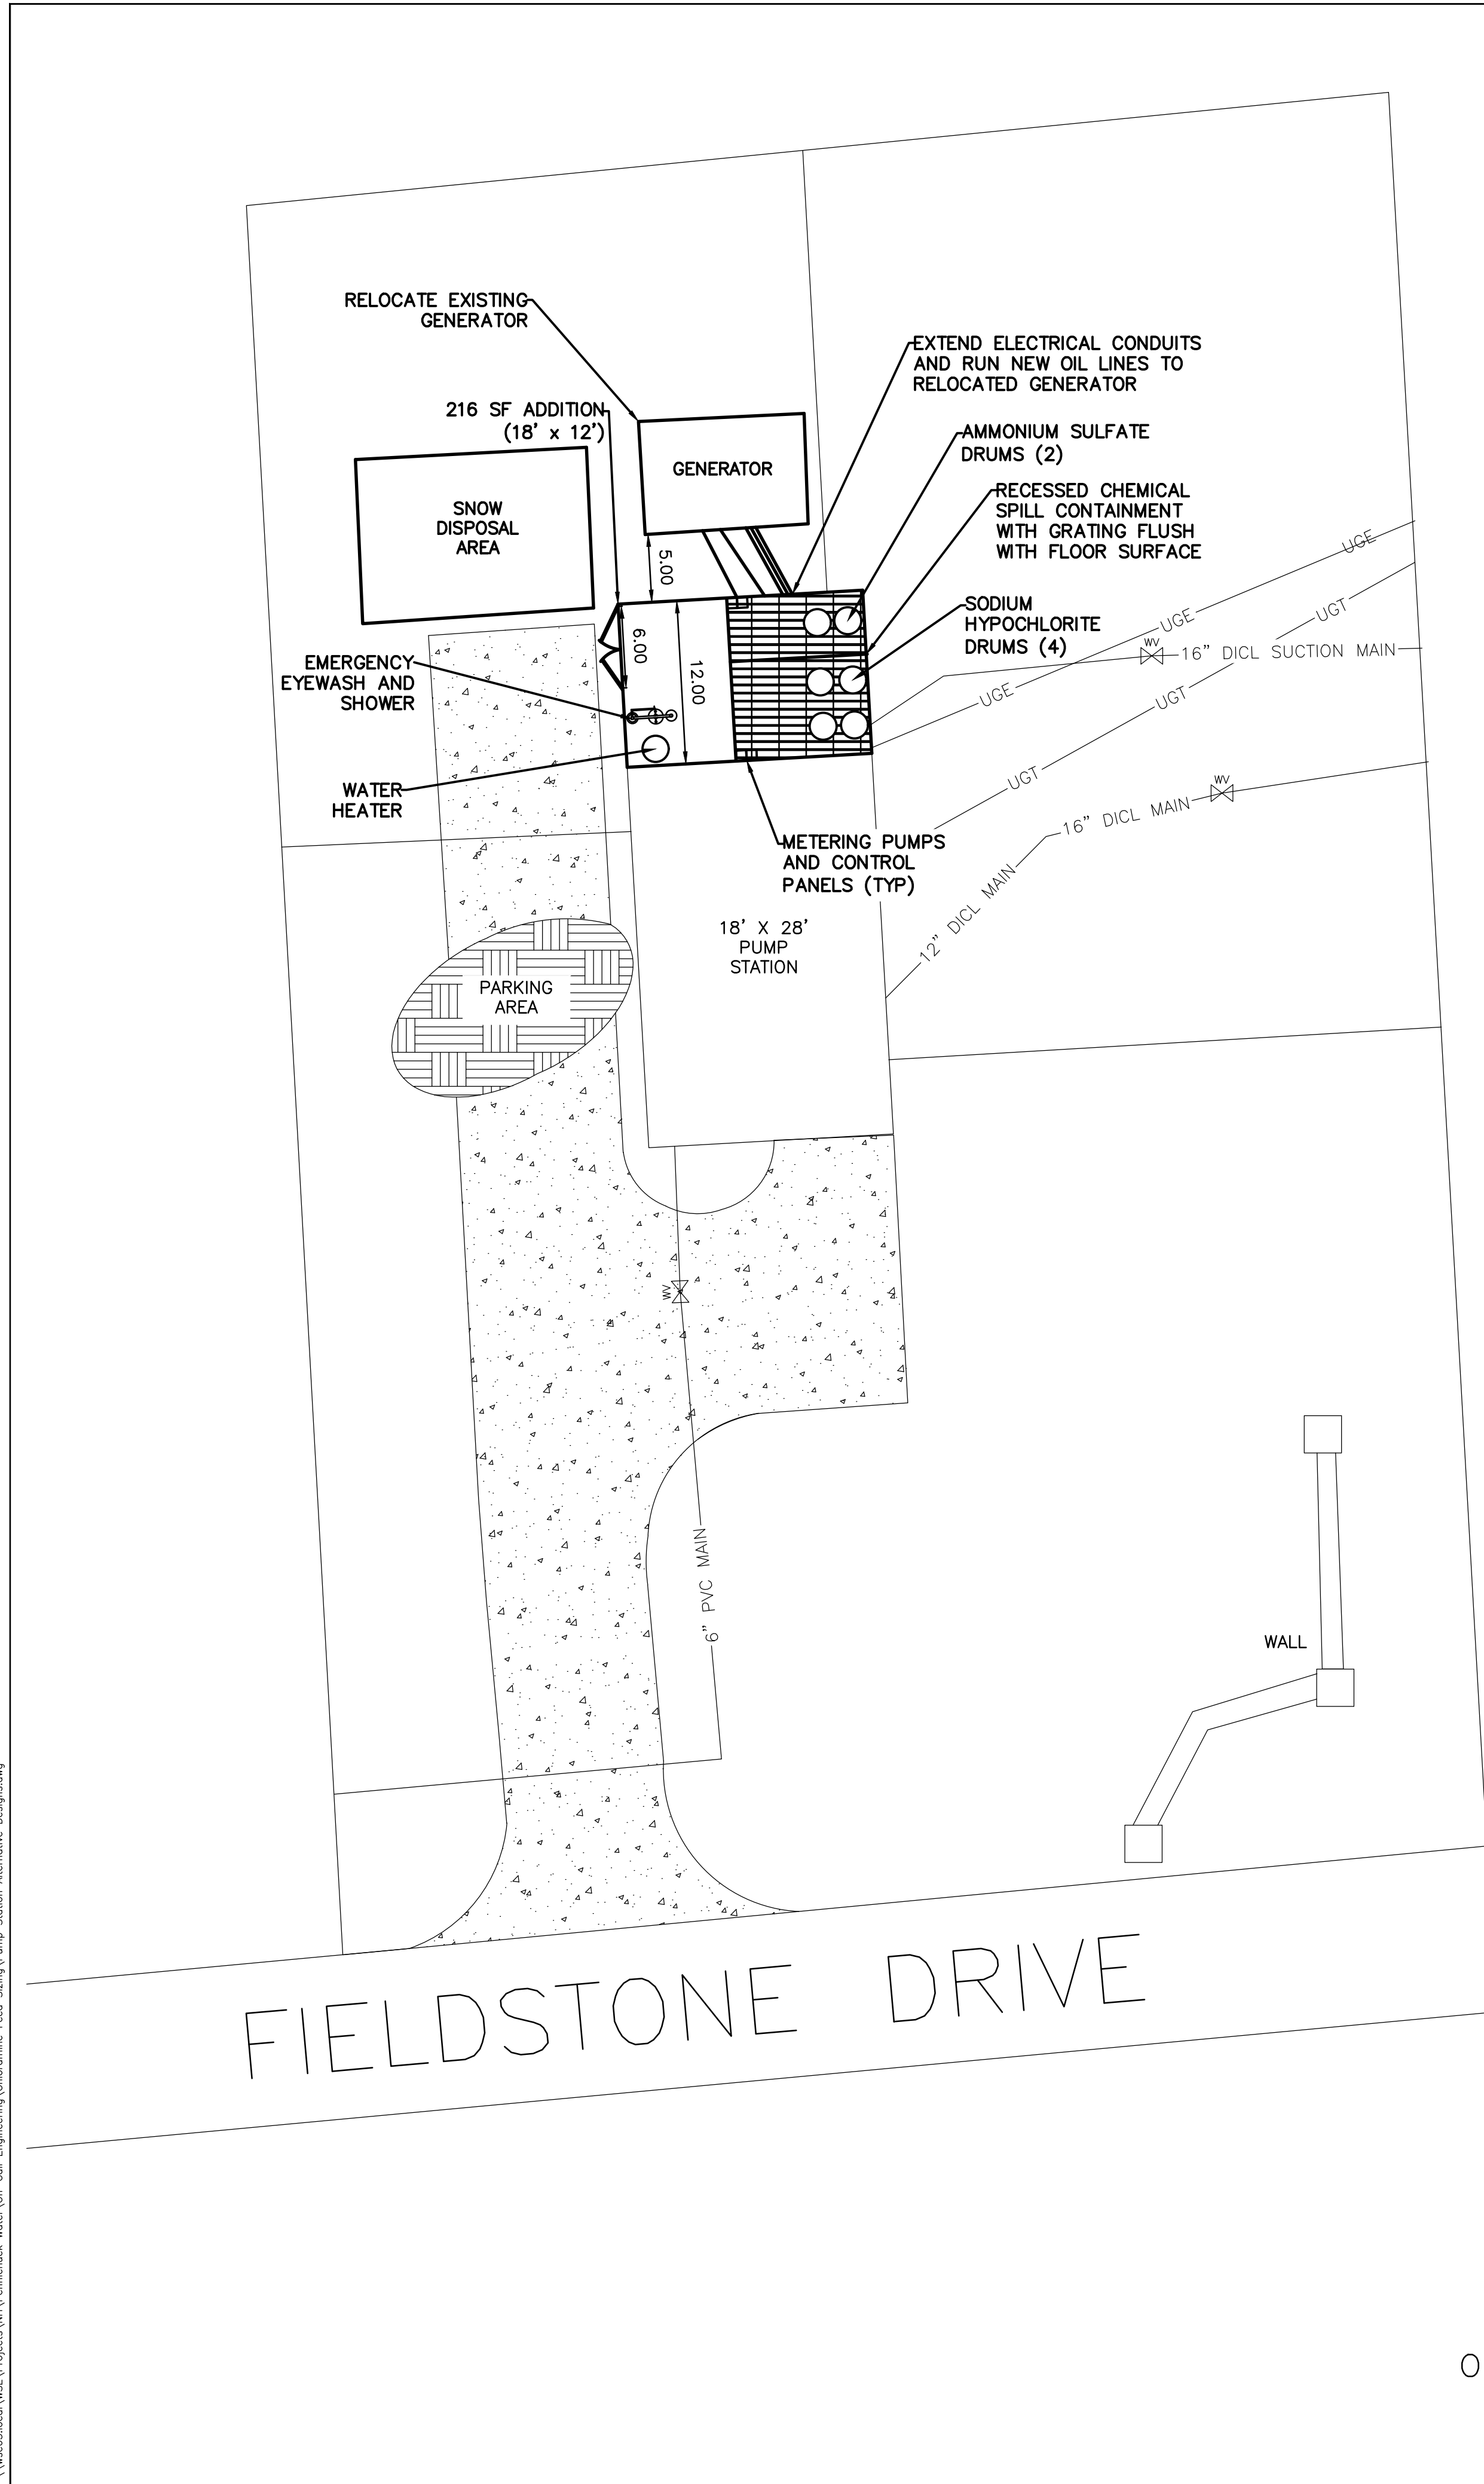 RELOCATE EXISTING
GENERATOR
EXTEND ELECTRICAL CONDUITS
AND RUN NEW OIL LINES TO
RELOCATED GENERATOR
216 SF ADDITION
(18' x 12')
AMMONIUM SULFATE
DRUMS (2)
GENERATOR
RECESSED CHEMICAL
SPILL CONTAINMENT
WITH GRATING FLUSH
WITH FLOOR SURFACE
SNOW
DISPOSAL
AREA
5.00
UGE
SODIUM
HYPOCHLORITE
DRUMS (4)
UGE
UGT
6.00
12.00
WV
16" DICL SUCTION MAIN
EMERGENCY
EYEWASH AND
SHOWER
UGE
UGT
UGT
WATER
HEATER
WV
16" DICL MAIN
METERING PUMPS
AND CONTROL
PANELS (TYP)
12" DICL MAIN
18' X 28'
PUMP
STATION
PARKING
AREA
WV
6" PVC MAIN
WALL
FIELDSTONE DRIVE
O